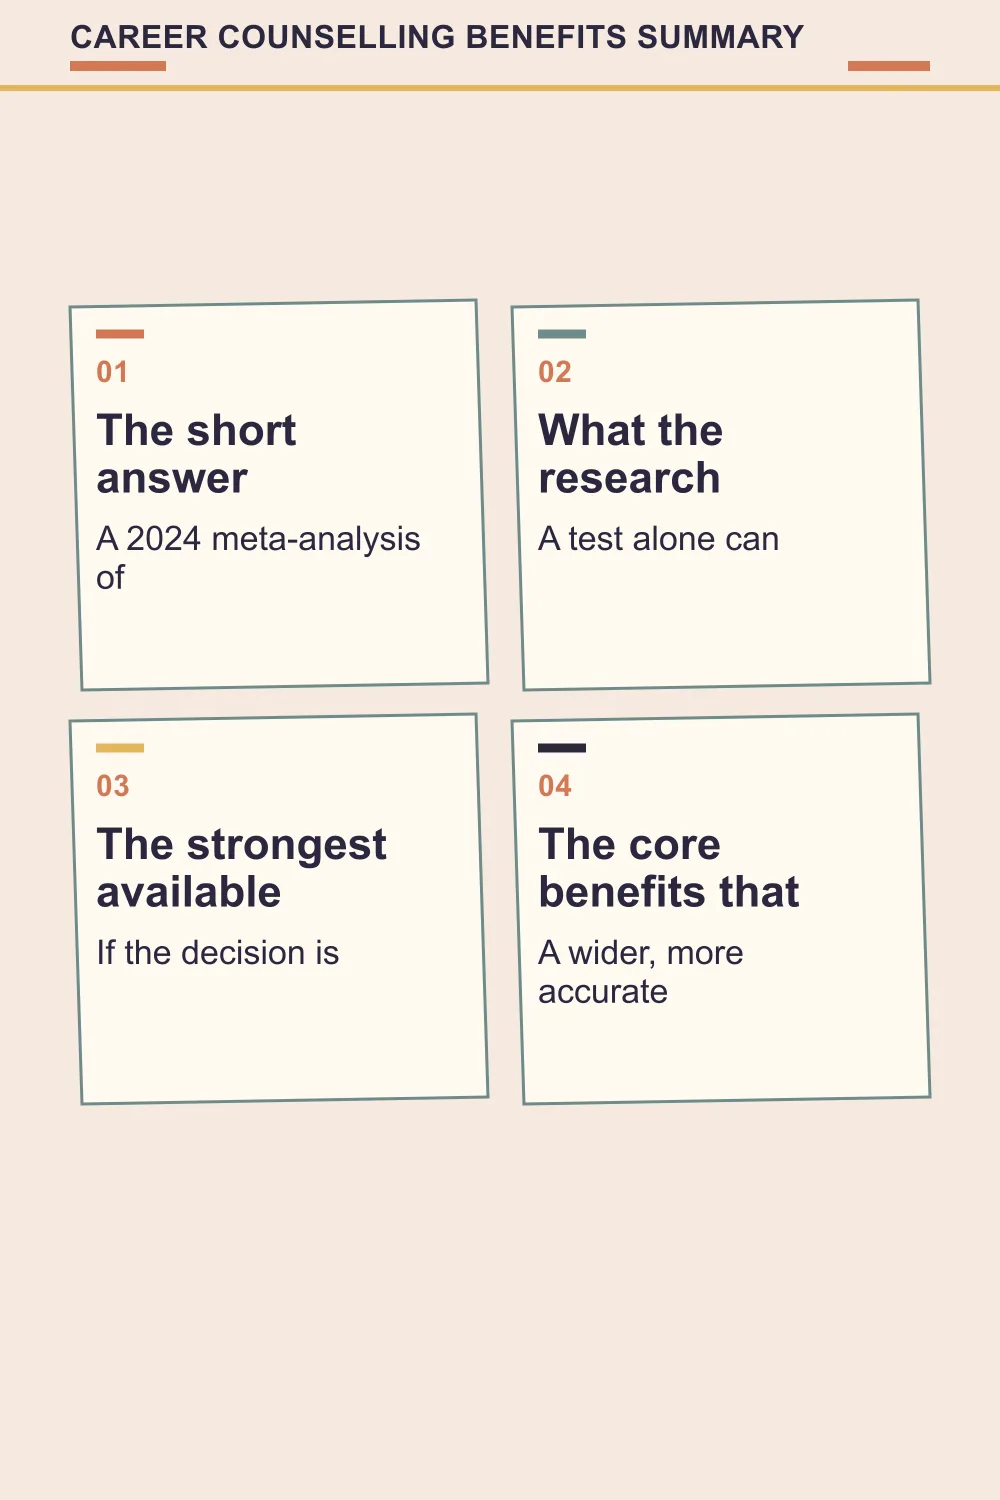 CAREER COUNSELLING BENEFITS SUMMARY
01
The short
answer
A 2024 meta-analysis
of
02
What the
research
A test alone can
03
The strongest
available
If the decision is
04
The core
benefits that
A wider, more
accurate